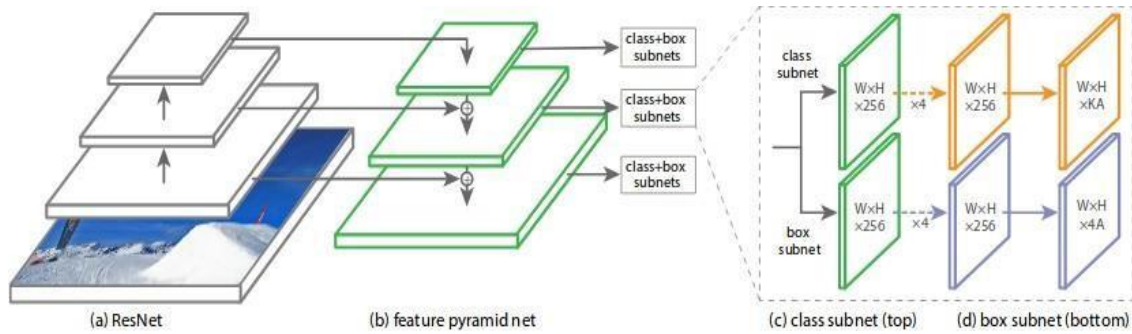 class+box
subnets
class+box
subnets
class+box
subnets
class
subnet
W×H
×256
×4
W×H
×256
W×H
×KA
W×H
×256
×4
W×H
×256
W×H
×4A
box
subnet
(a) ResNet
(b) feature pyramid net
(c) class subnet (top)
(d) box subnet (bottom)